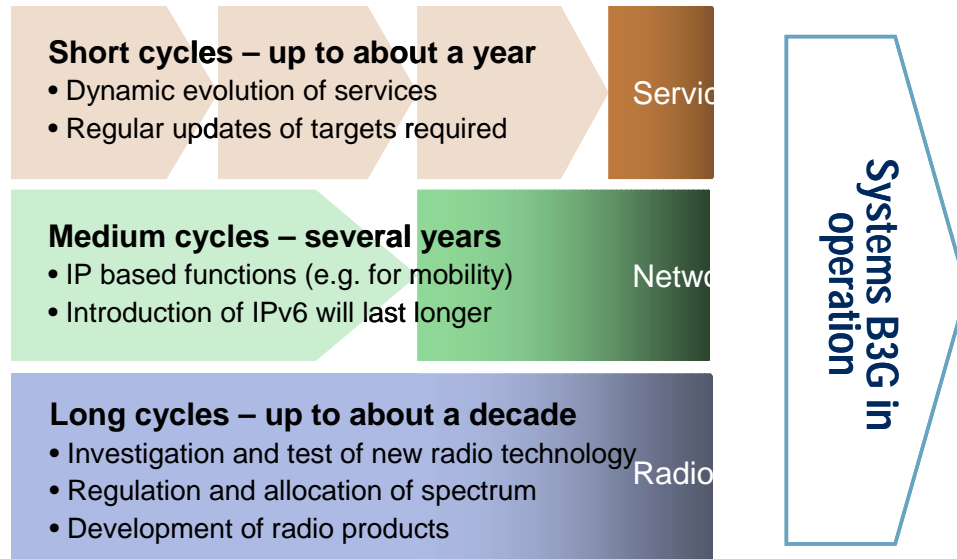 Short cycles – up to about a year
• Dynamic evolution of services
• Regular updates of targets required
Servic
Medium cycles – several years
• IP based functions (e.g. for mobility)
• Introduction of IPv6 will last longer
Netwo
Long cycles – up to about a decade
• Investigation and test of new radio technology
• Regulation and allocation of spectrum
• Development of radio products
Radio
Systems B3G in
operation